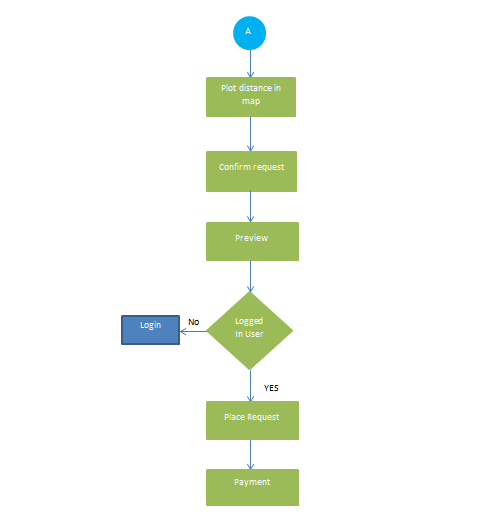 A
Plot distance in
map
Confirm request
Preview
Logged
In User
No
Login
YES
Place Request
Payment